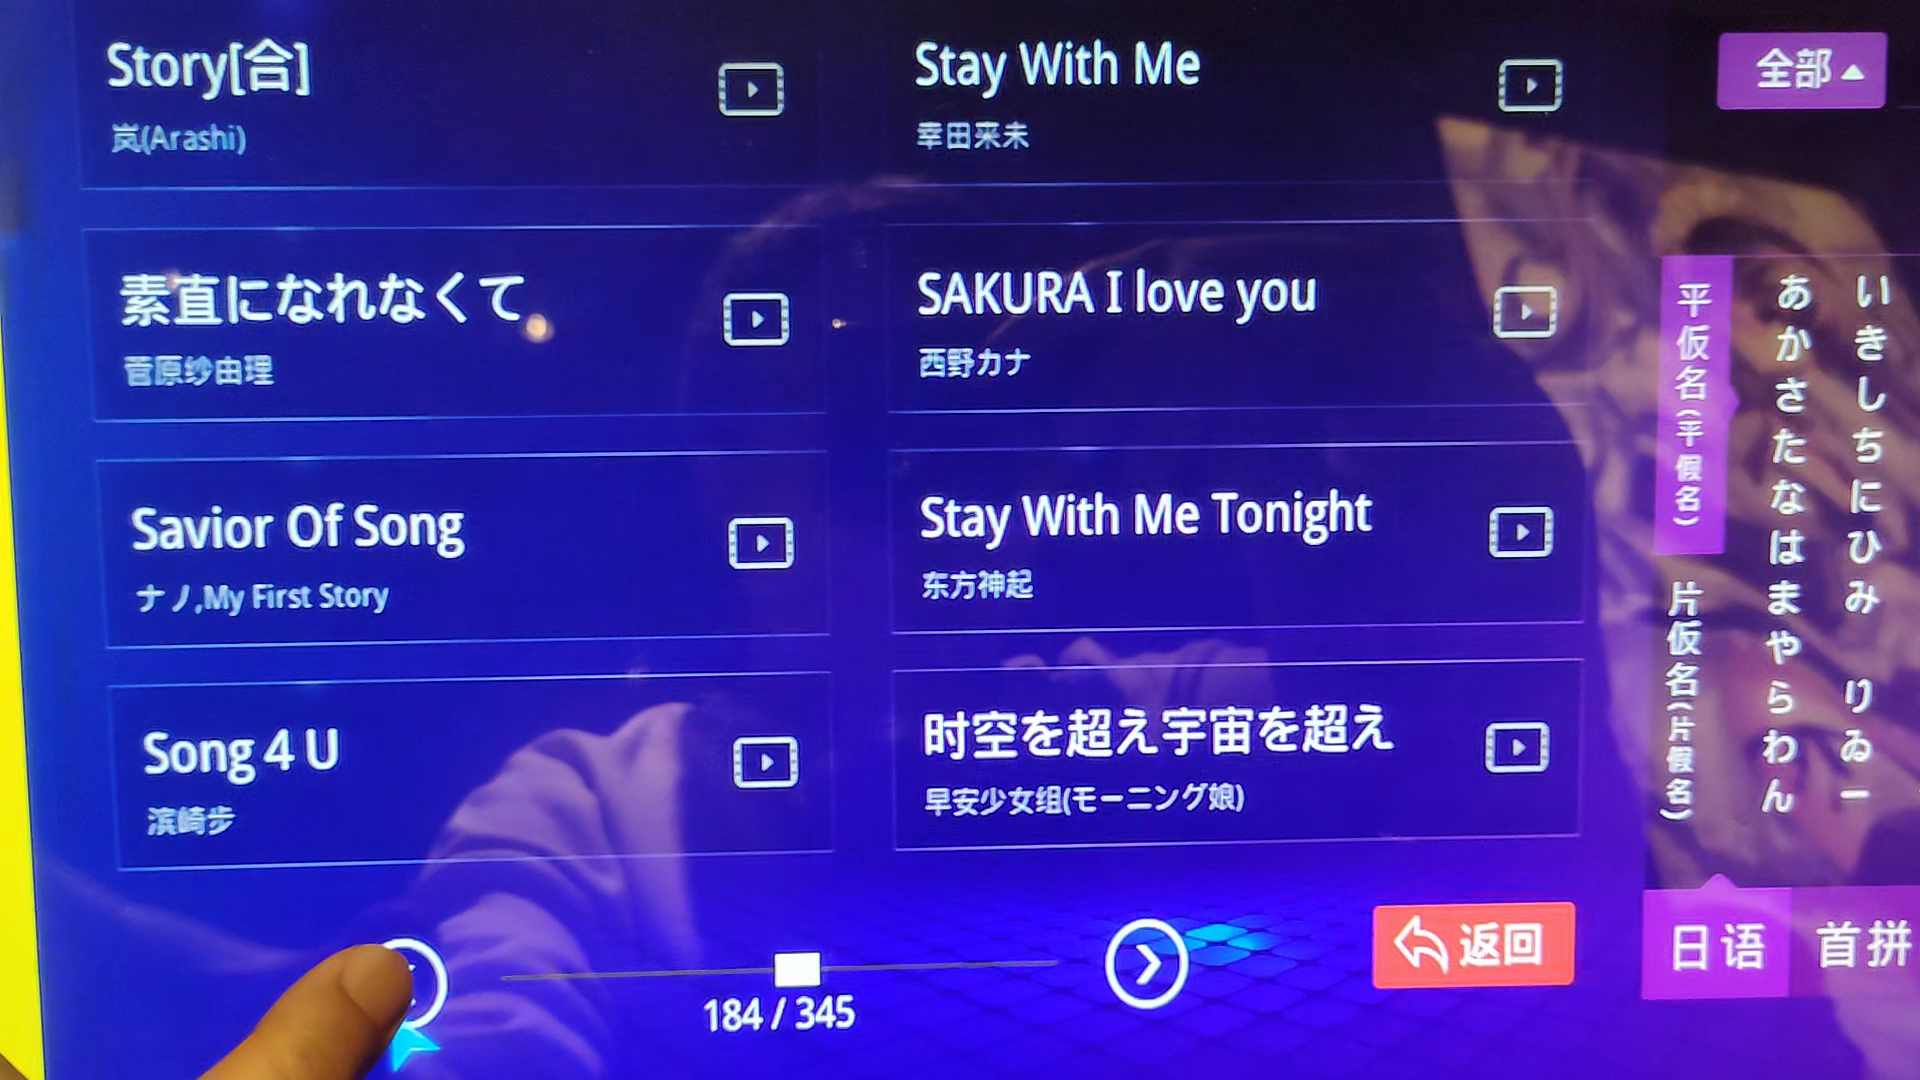 Story[合]
岚(Arashi)
Stay With Me
幸田来未
素直になれなくて
菅原纱由理
SAKURA I love you
西野カナ
Savior Of Song
ナノ,My First Story
Stay With Me Tonight
东方神起
Song 4 U
滨崎步
时空を超え宇宙を超え
早安少女组(モーニング娘)
184 / 345
返回
全部
平仮名(平假名)
片仮名(片假名)
あかさたなはまやらわん
いきしちにひみ りゐー
日语
首拼